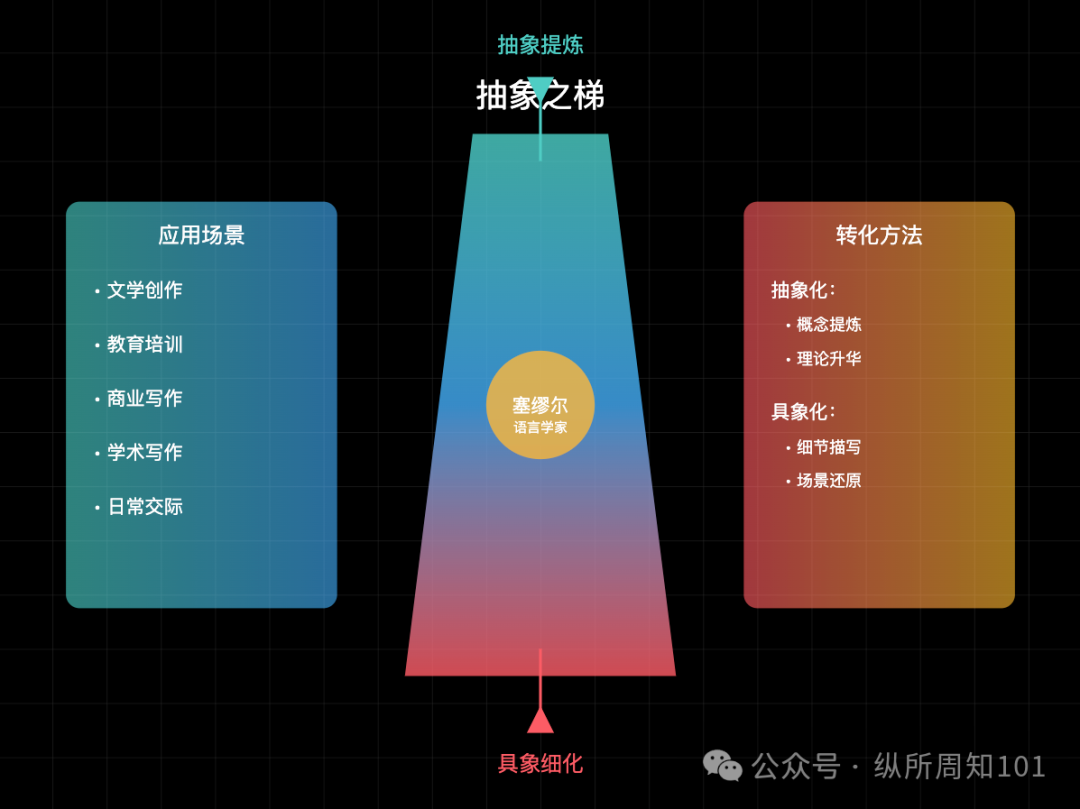 抽象提炼
抽象之梯
应用场景
• 文学创作
• 教育培训
• 商业写作
• 学术写作
• 日常交际
塞缪尔
语言学家
转化方法
抽象化：
• 概念提炼
• 理论升华
具象化：
• 细节描写
• 场景还原
具象细化
公众号 · 纵所周知101